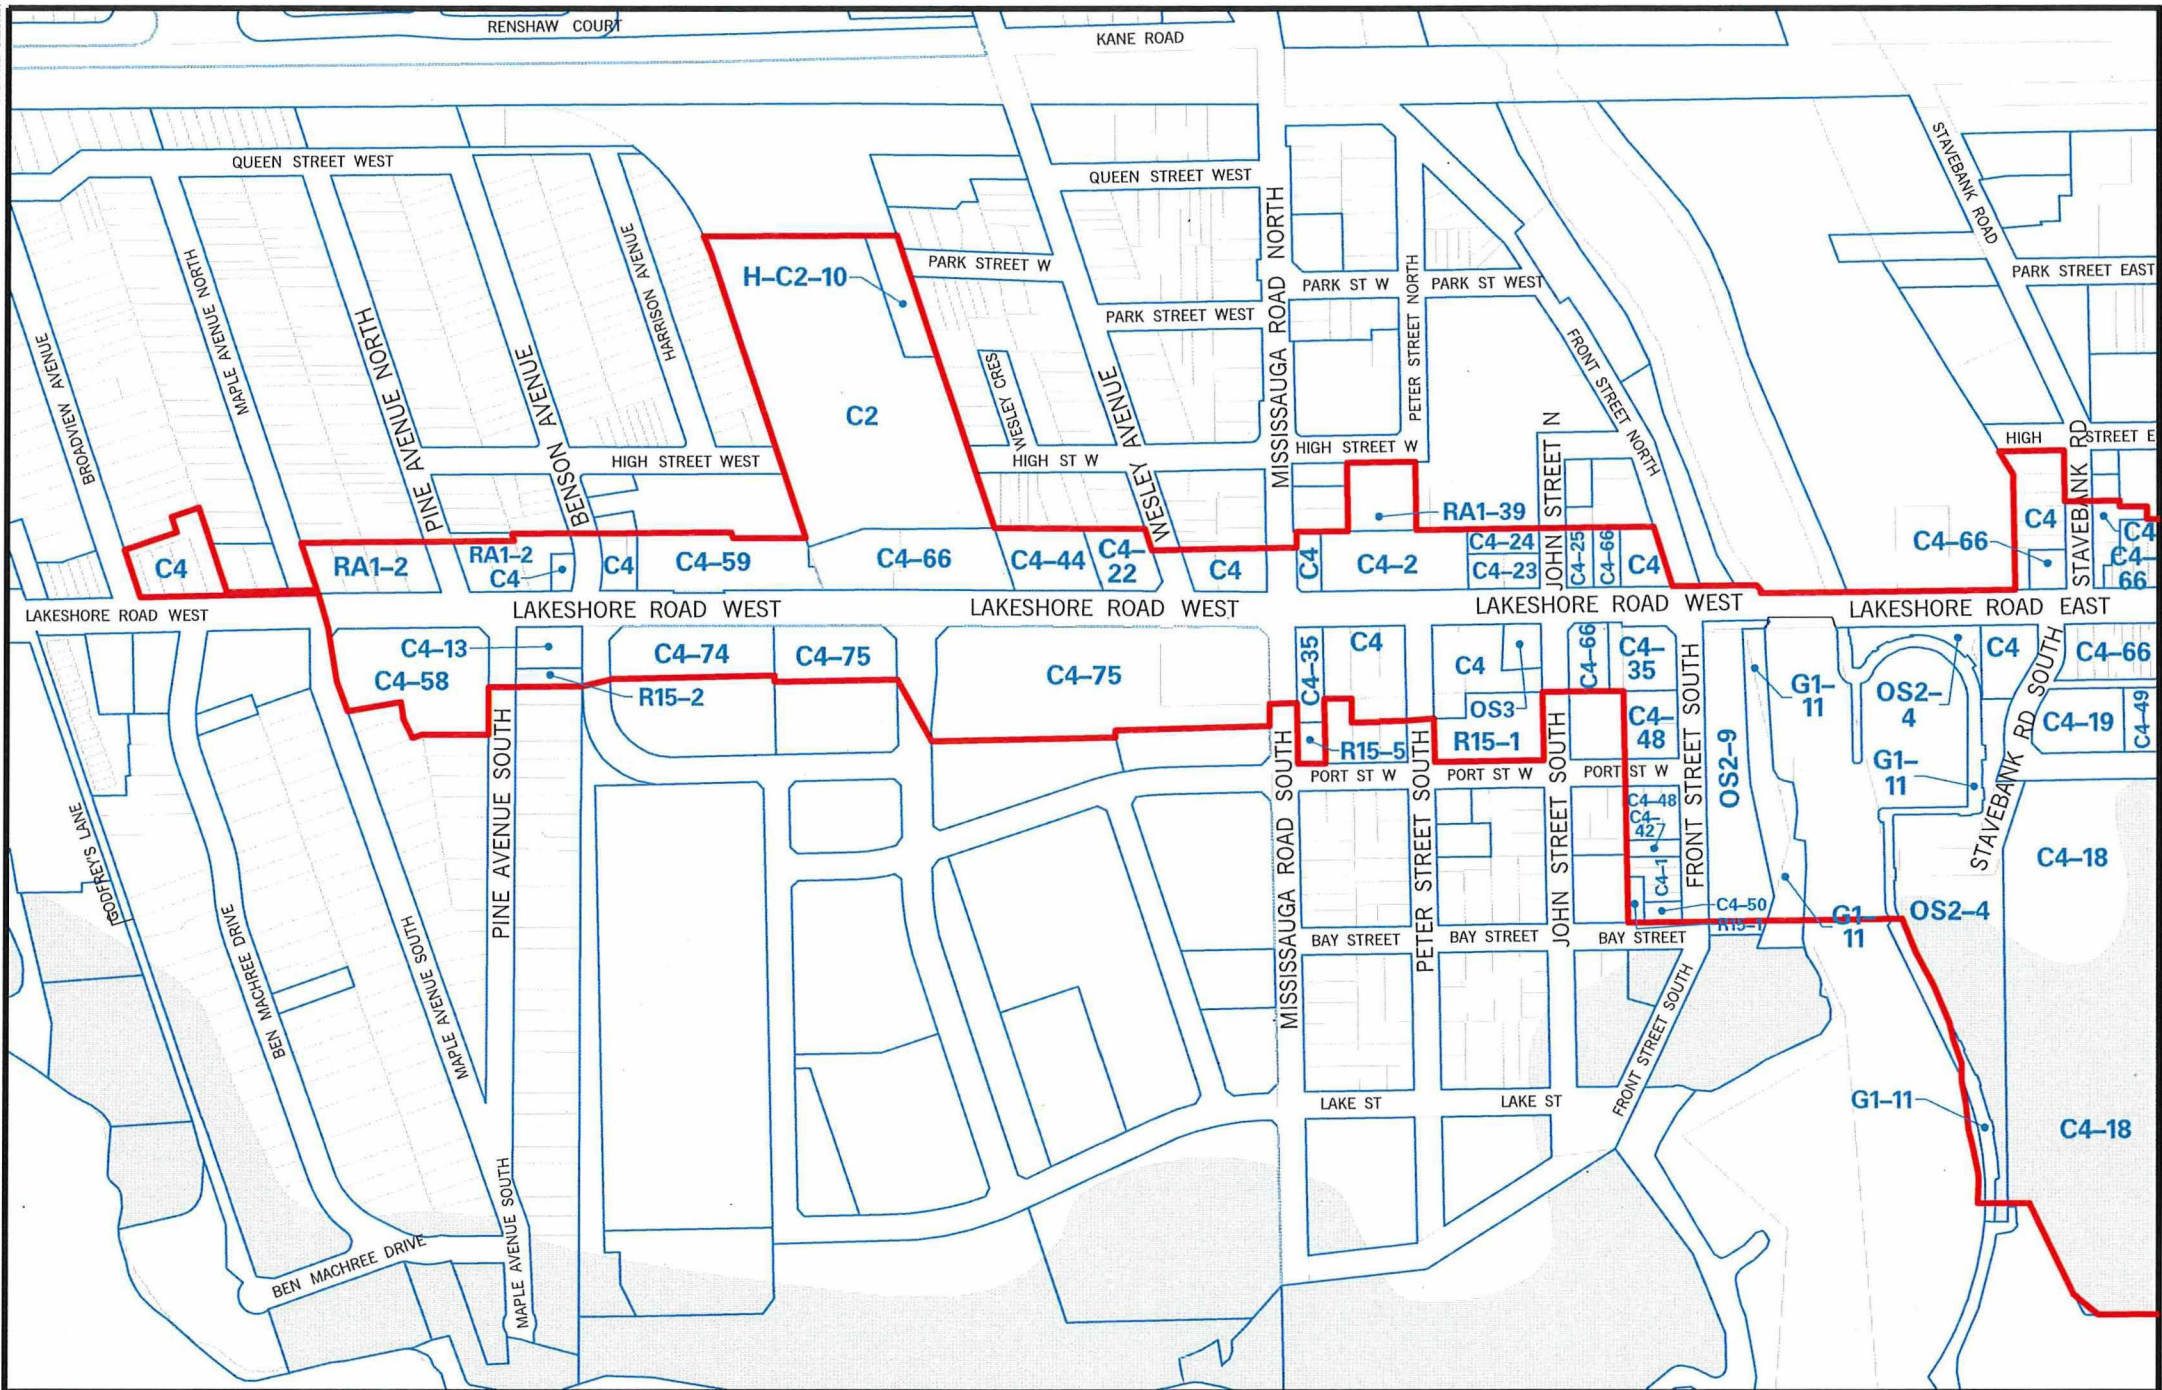 RENSHAW COURT
KANE ROAD
QUEEN STREET WEST
QUEEN STREET WEST
STAVEBANK ROAD
MAPLE AVENUE NORTH
HARRISON AVENUE
MISSISSAUGA ROAD NORTH
PARK STREET W
H-C2-10
PARK ST W
PARK ST WEST
PARK STREET EAST
PETER STREET NORTH
PARK STREET WEST
BROADVIEW AVENUE
PINE AVENUE NORTH
BENSON AVENUE
WESLEY CRES
WESLEY AVENUE
FRONT STREET NORTH
C2
HIGH STREET WEST
HIGH ST W
HIGH STREET W
JOHN STREET N
HIGH
STREET E
STAVEBANK RD
RA1-39
C4
RA1-2
RA1-2
C4
C4
C4-59
C4-66
C4-44
C4-
22
C4
C4
C4-2
C4-24
C4-23
C4-25
C4-66
C4
C4-66
C4
C4
C4-
66
LAKESHORE ROAD WEST
LAKESHORE ROAD WEST
LAKESHORE ROAD WEST
LAKESHORE ROAD WEST
LAKESHORE ROAD EAST
C4-13
C4-58
R15-2
C4-74
C4-75
C4-75
C4-35
C4
C4
OS3
C4-66
C4-
35
G1-
11
OS2-
4
C4
C4-66
C4-19
C4-49
R15-5
R15-1
C4-
48
OS2-9
G1-
11
PORT ST W
PORT ST W
PORT ST W
STAVEBANK RD SOUTH
GODFREY'S LANE
PINE AVENUE SOUTH
MISSISSAUGA ROAD SOUTH
PETER STREET SOUTH
JOHN STREET SOUTH
FRONT STREET SOUTH
C4-48
C4-
42
C4-1
C4-50
R15-1
C4-18
OS2-4
G1-
11
BAY STREET
BAY STREET
BAY STREET
BEN MACHREE DRIVE
MAPLE AVENUE SOUTH
FRONT STREET SOUTH
LAKE ST
LAKE ST
G1-11
C4-18
BEN MACHREE DRIVE
MAPLE AVENUE SOUTH